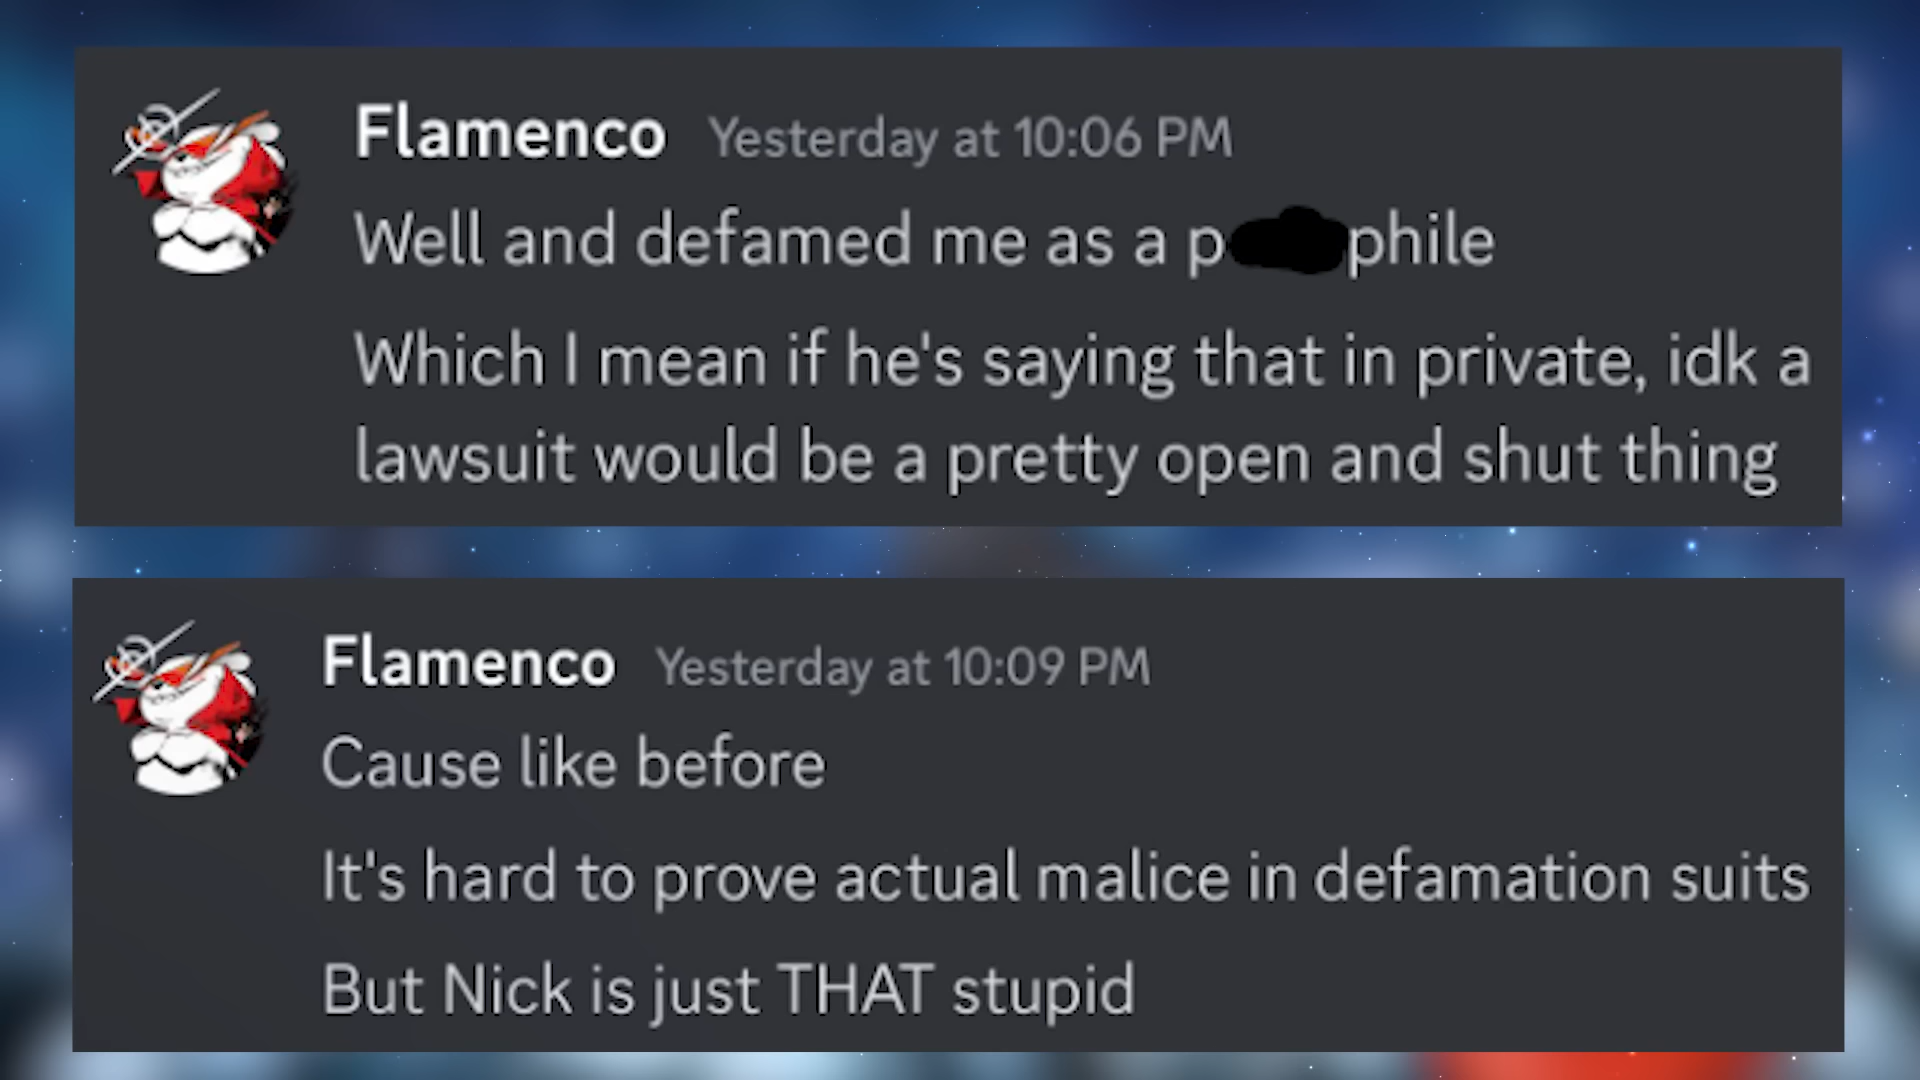 Flamenco Yesterday at 10:06 PM
Well and defamed me as a p phile
Which I mean if he's saying that in private, idk a
lawsuit would be a pretty open and shut thing
Flamenco Yesterday at 10:09 PM
Cause like before
It's hard to prove actual malice in defamation suits
But Nick is just THAT stupid